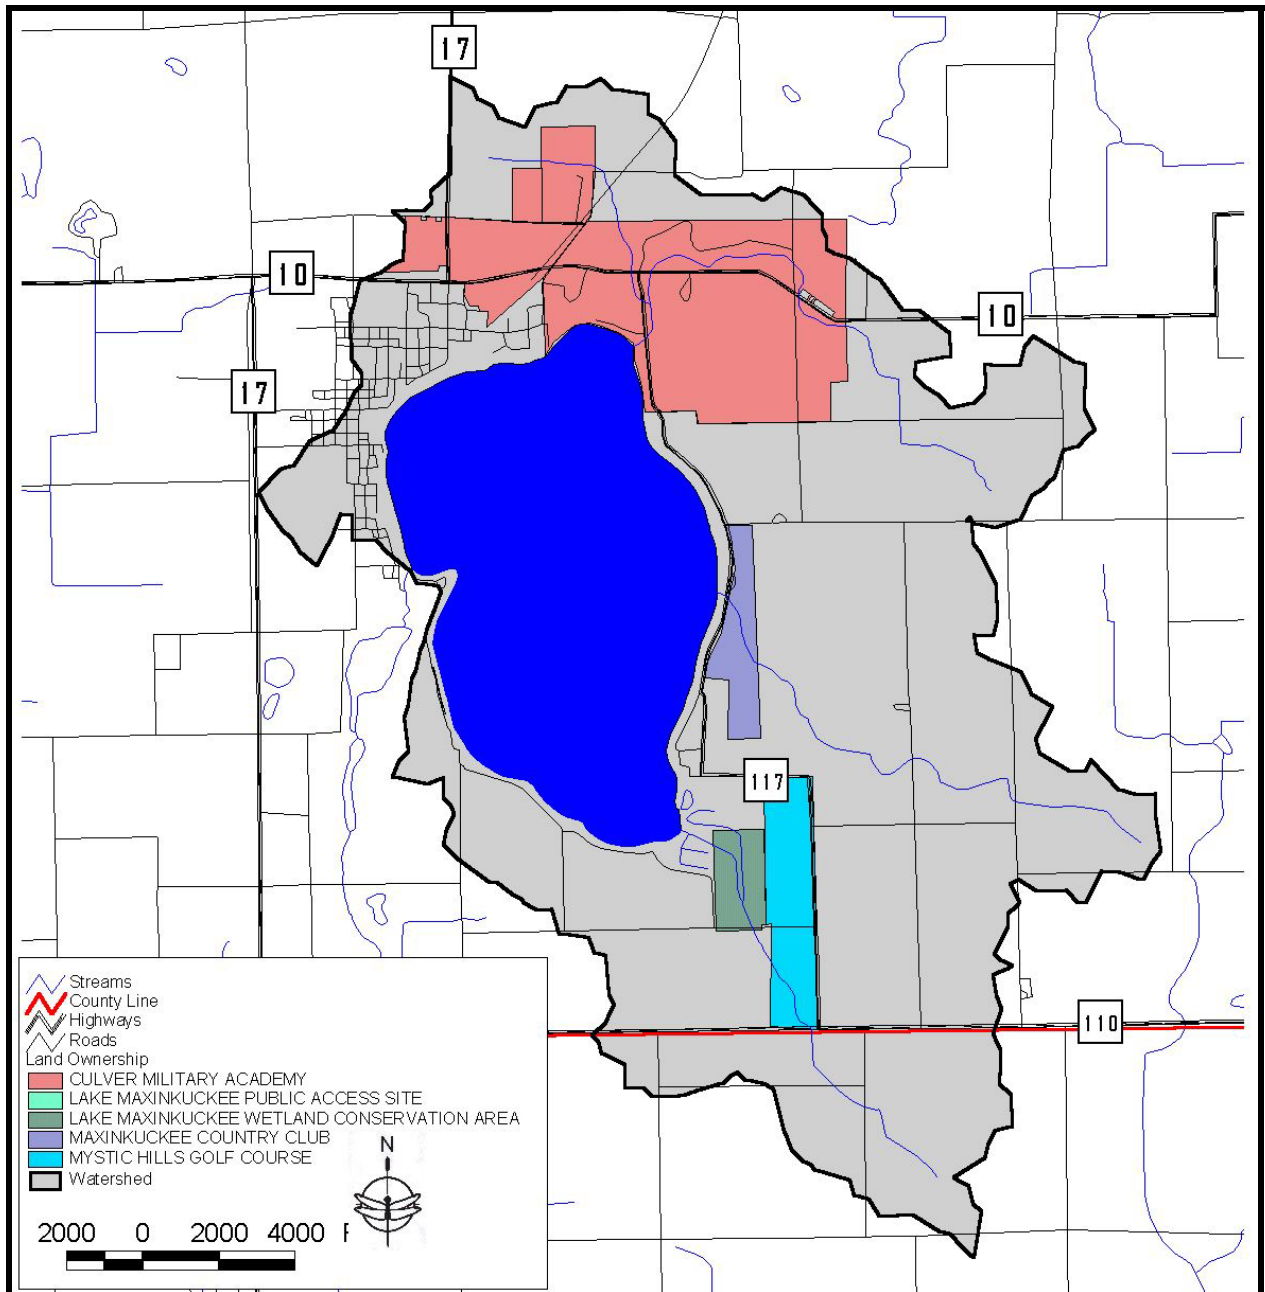 17
10
10
17
117
110
Streams
County Line
Highways
Roads
Land Ownership
CULVER MILITARY ACADEMY
LAKE MAXINKUCKEE PUBLIC ACCESS SITE
LAKE MAXINKUCKEE WETLAND CONSERVATION AREA
MAXINKUCKEE COUNTRY CLUB
MYSTIC HILLS GOLF COURSE
Watershed
N
2000 0 2000 4000 F